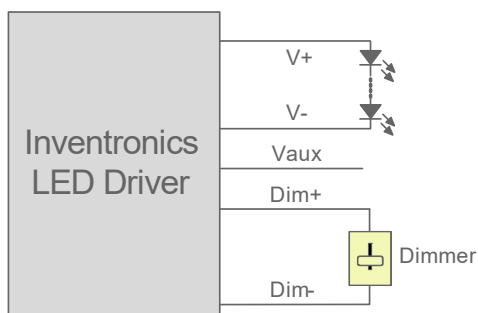 Inventronics
LED Driver
V+
V-
Vaux
Dim+
Dimmer
Dim-